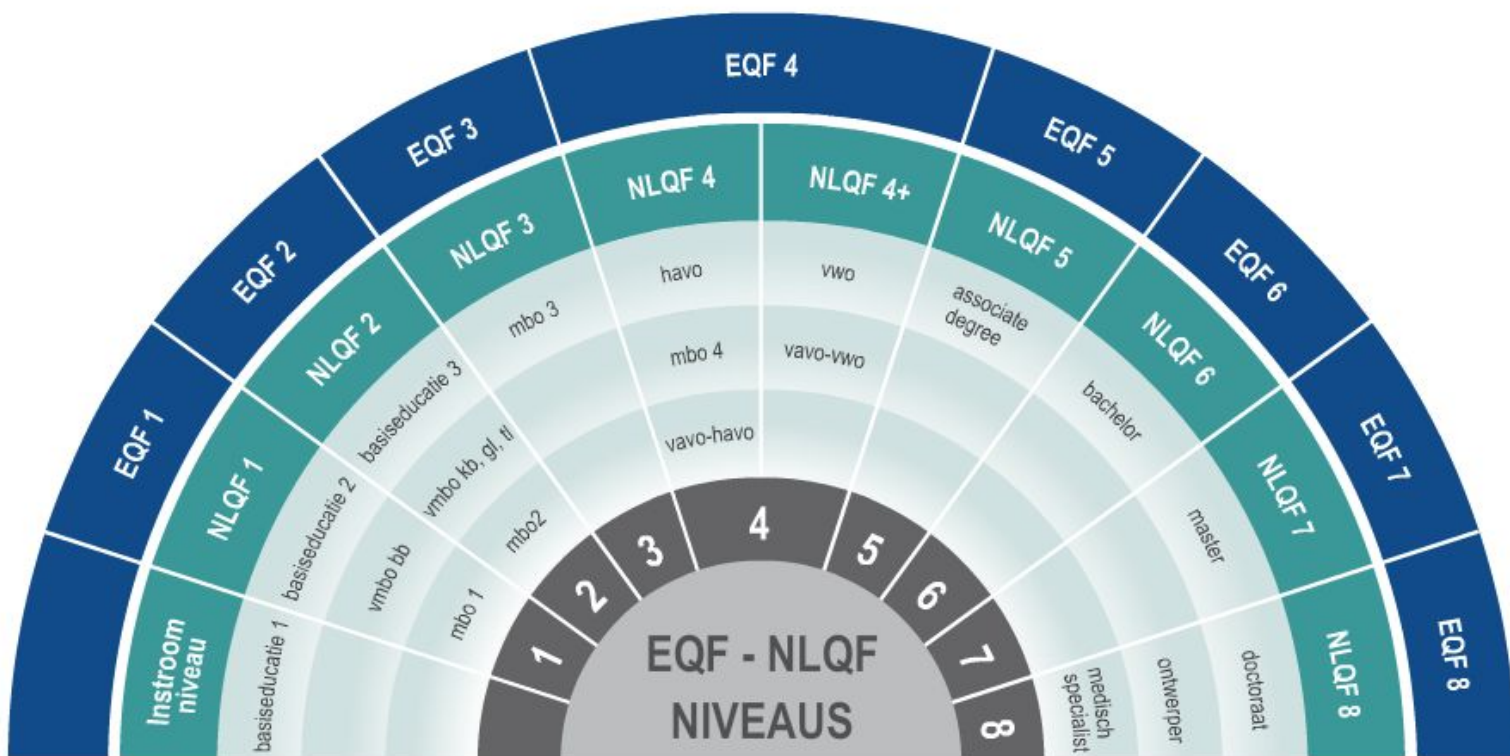 EQF 1
EQF 2
EQF 3
EQF 4
EQF 5
EQF 6
EQF 7
EQF 8
Instroom
niveau
NLQF 1
NLQF 2
NLQF 3
NLQF 4
NLQF 4+
NLQF 5
NLQF 6
NLQF 7
NLQF 8
basiseducatie 1
basiseducatie 2
vmbo bb
mbo 1
basiseducatie 3
vmbo kb, gl, tl
mbo2
mbo 3
havo
mbo 4
vavo-havo
vwo
vavo-vwo
associate
degree
bachelor
master
doctoraat
ontwerper
medisch
specialist
1
2
3
4
5
6
7
8
EQF - NLQF
NIVEAUS